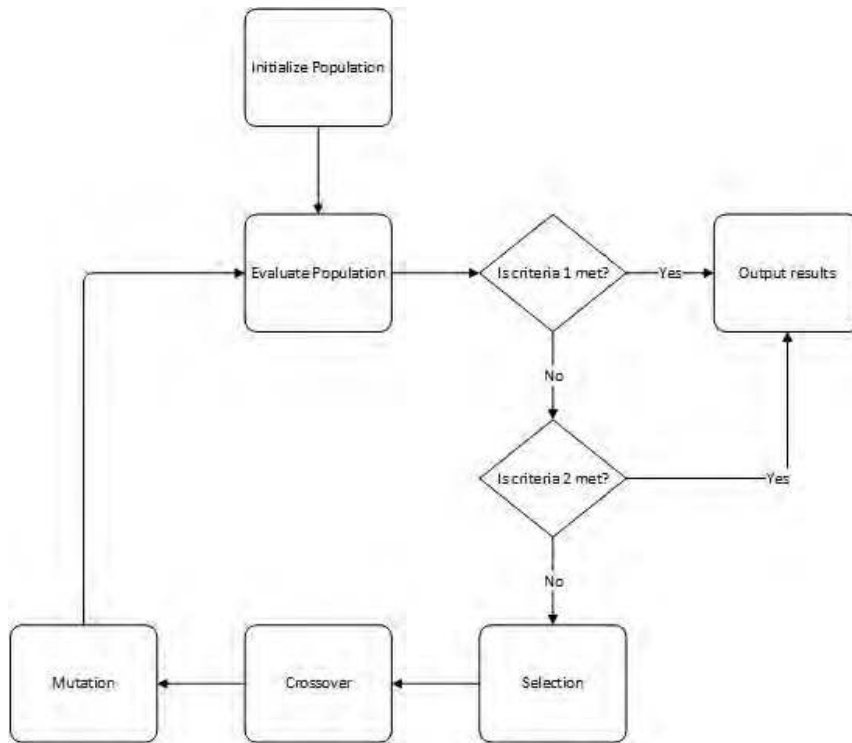 Initialize Population
Evaluate Population
Is criteria 1 met?
Yes
Output results
No
Is criteria 2 met?
Yes
No
Mutation
Crossover
Selection